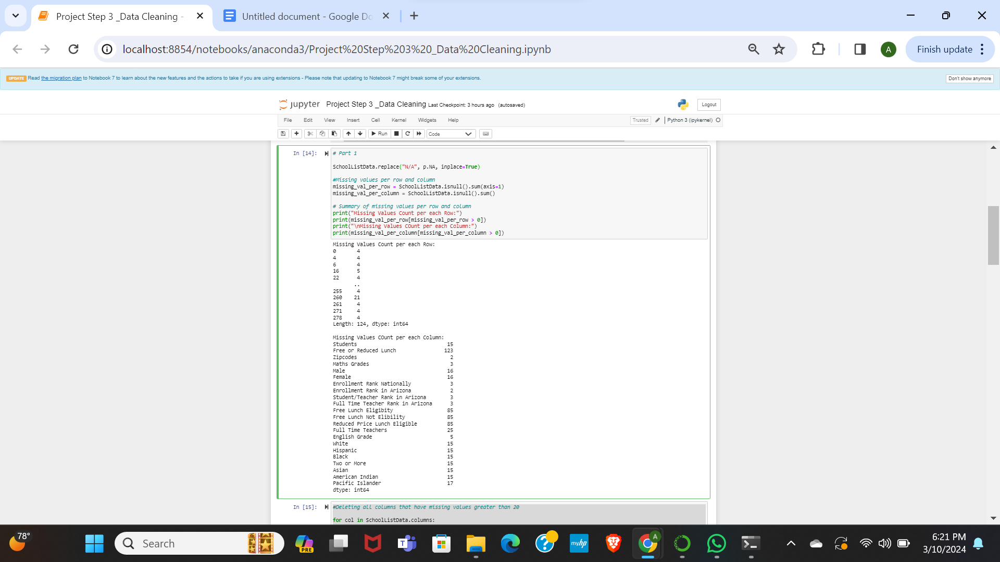 Project Step 3 _Data Cleaning -
Untitled document - Google Do
localhost:8854/notebooks/anaconda3/Project%20Step%203%20_Data%20Cleaning.ipynb
A
Finish update
UPDATE Read the migration plan to Notebook 7 to learn about the new features and the actions to take if you are using extensions - Please note that updating to Notebook 7 might break some of your extensions.
Don't show anymore
jupyter Project Step 3 _Data Cleaning Last Checkpoint: 3 hours ago (autosaved)
Logout
File Edit View Insert Cell Kernel Widgets Help
Trusted
Python 3 (ipykernel)
Run
Code
In [14]:
# Part 1
SchoolListData.replace("N/A", p.NA, inplace=True)
#Missing values per row and column
missing_val_per_row = SchoolListData.isnull().sum(axis=1)
missing_val_per_column = SchoolListData.isnull().sum()
# Summary of missing values per row and column
print("Missing Values Count per each Row:")
print(missing_val_per_row[missing_val_per_row > 0])
print("\nMissing Values COunt per each Column:")
print(missing_val_per_column[missing_val_per_column > 0])
Missing Values Count per each Row:
0 4
4 4
6 4
16 5
22 4
..
255 4
260 21
261 4
271 4
278 4
Length: 124, dtype: int64
Missing Values COunt per each Column:
Students 15
Free or Reduced Lunch 123
Zipcodes 2
Maths Grades 3
Male 16
Female 16
Enrollment Rank Nationally 3
Enrollment Rank in Arizona 2
Student/Teacher Rank in Arizona 3
Full Time Teacher Rank in Arizona 3
Free Lunch Eligibity 85
Free Lunch Not Elibility 85
Reduced Price Lunch Eligible 85
Full Time Teachers 25
English Grade 5
White 15
Hispanic 15
Black 15
Two or More 15
Asian 15
American Indian 15
Pacific Islander 17
dtype: int64
In [15]:
#Deleting all columns that have missing values greater than 20
for col in SchoolListData.columns:
78°
Search
PRE
T
myhp
A
6:21 PM
3/10/2024